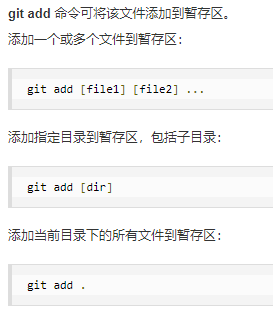 git add 命令可将该文件添加到暂存区。
添加一个或多个文件到暂存区：
git add [file1] [file2] ...
添加指定目录到暂存区，包括子目录：
git add [dir]
添加当前目录下的所有文件到暂存区：
git add .